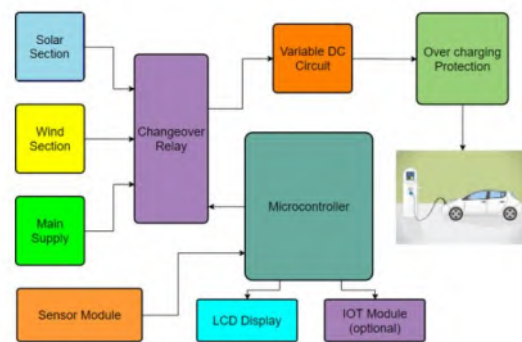 Solar
Section
Wind
Section
Main
Supply
Changeover
Relay
Variable DC
Circuit
Over charging
Protection
Microcontroller
Sensor Module
LCD Display
IOT Module
(optional)